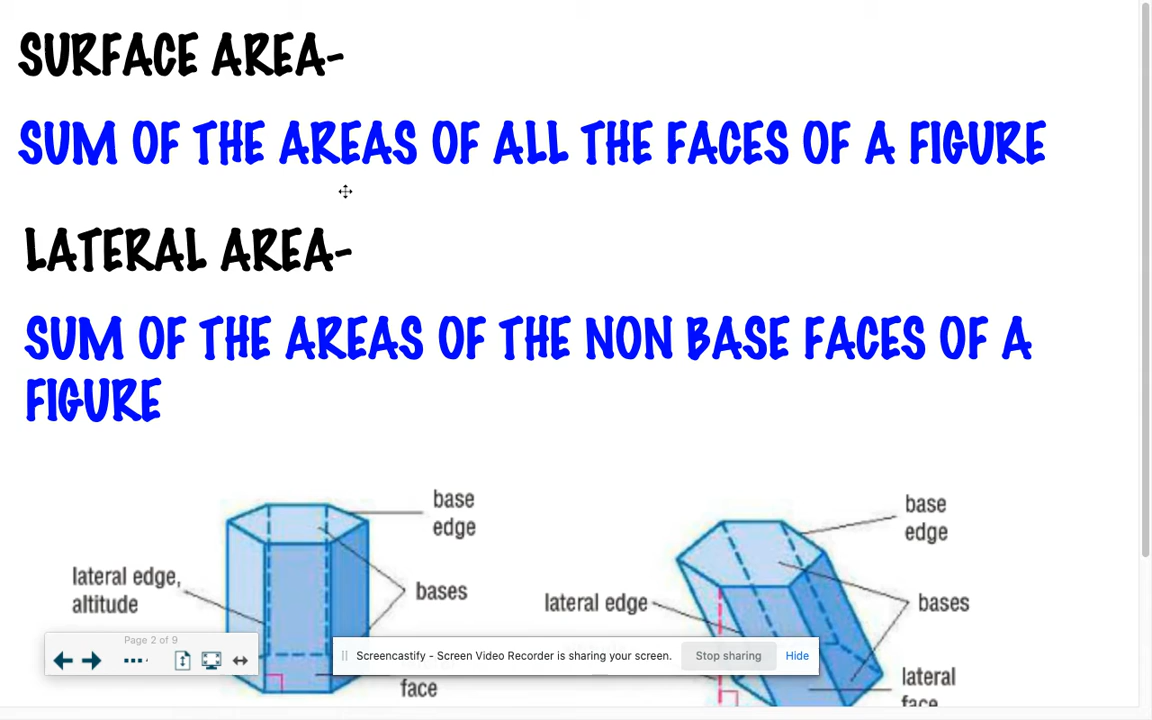 SURFACE AREA-
SUM OF THE AREAS OF ALL THE FACES OF A FIGURE
LATERAL AREA-
SUM OF THE AREAS OF THE NON BASE FACES OF A
FIGURE
base
edge
lateral edge,
altitude
bases
face
base
edge
lateral edge
bases
lateral
face
Page 2 of 9
Screencastify - Screen Video Recorder is sharing your screen.
Stop sharing
Hide